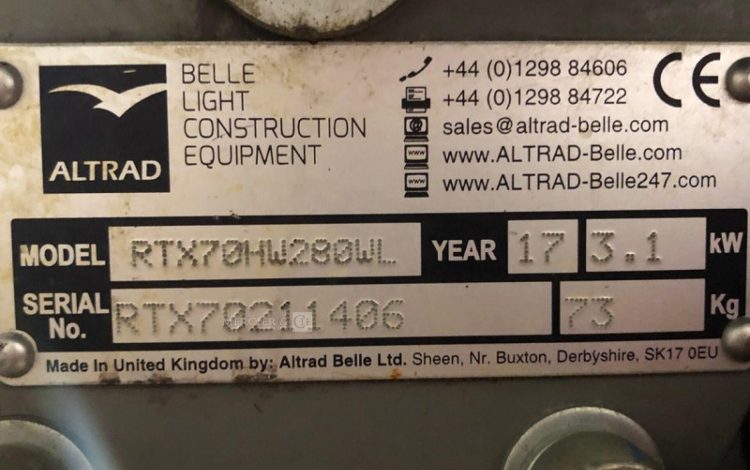 ALTRAD
BELLE
LIGHT
CONSTRUCTION
EQUIPMENT
+44 (0)1298 84606
+44 (0)1298 84722
sales@altrad-belle.com
www.ALTRAD-Belle.com
www.ALTRAD-Belle247.com
CE
MODEL RTX70HW280WL YEAR 17 3.1 kW
SERIAL No. RTX70211406 73 Kg
Made in United Kingdom by: Altrad Belle Ltd. Sheen, Nr. Buxton, Derbyshire, SK17 0EU